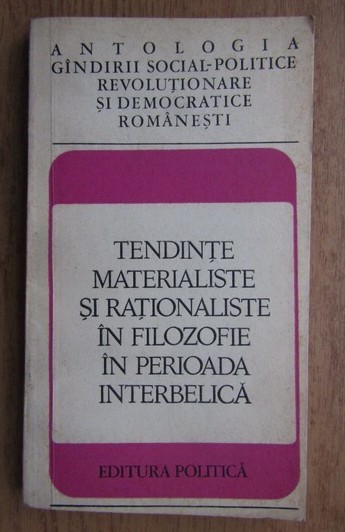 ANTOLOGIA
GÎNDIRII SOCIAL-POLITICE
REVOLUȚIONARE
ȘI DEMOCRATICE
ROMÂNEȘTI
TENDINȚE
MATERIALISTE
ȘI RAȚIONALISTE
ÎN FILOZOFIE
ÎN PERIOADA
INTERBELICĂ
EDITURA POLITICĂ